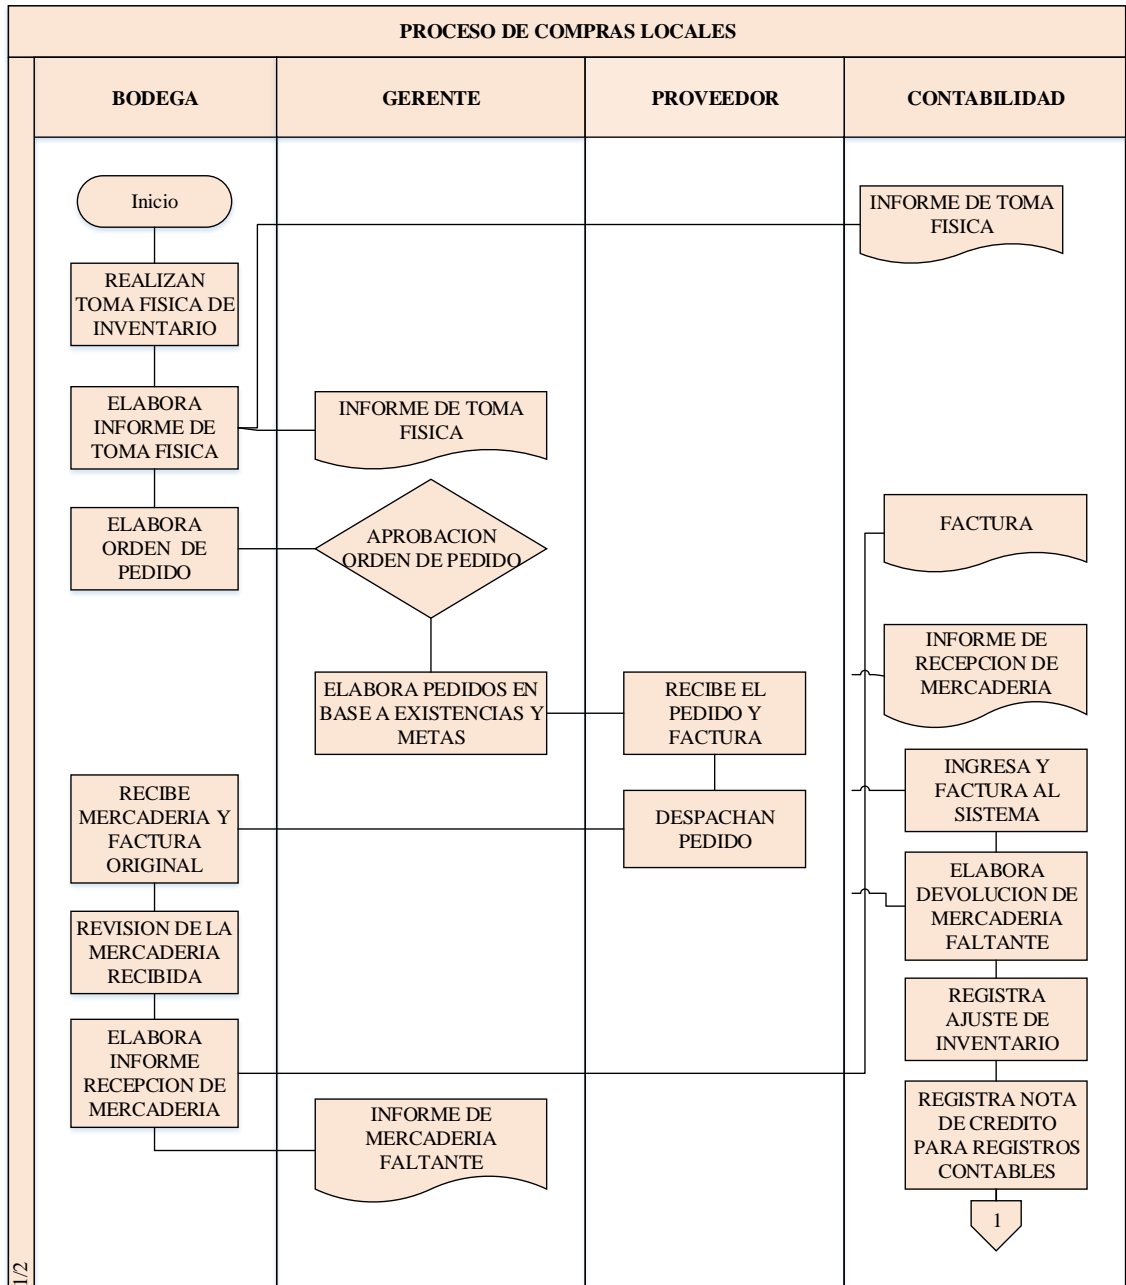 PROCESO DE COMPRAS LOCALES
BODEGA
GERENTE
PROVEEDOR
CONTABILIDAD
Inicio
INFORME DE TOMA
FISICA
REALIZAN
TOMA FISICA DE
INVENTARIO
ELABORA
INFORME DE
TOMA FISICA
INFORME DE TOMA
FISICA
ELABORA
ORDEN DE
PEDIDO
APROBACION
ORDEN DE PEDIDO
FACTURA
INFORME DE
RECEPCION DE
MERCADERIA
ELABORA PEDIDOS EN
BASE A EXISTENCIAS Y
METAS
RECIBE EL
PEDIDO Y
FACTURA
INGRESA Y
FACTURA AL
SISTEMA
RECIBE
MERCADERIA Y
FACTURA
ORIGINAL
DESPACHAN
PEDIDO
ELABORA
DEVOLUCION DE
MERCADERIA
FALTANTE
REVISION DE LA
MERCADERIA
RECIBIDA
REGISTRA
AJUSTE DE
INVENTARIO
ELABORA
INFORME
RECEPCION DE
MERCADERIA
REGISTRA NOTA
DE CREDITO
PARA REGISTROS
CONTABLES
INFORME DE
MERCADERIA
FALTANTE
1
1/2